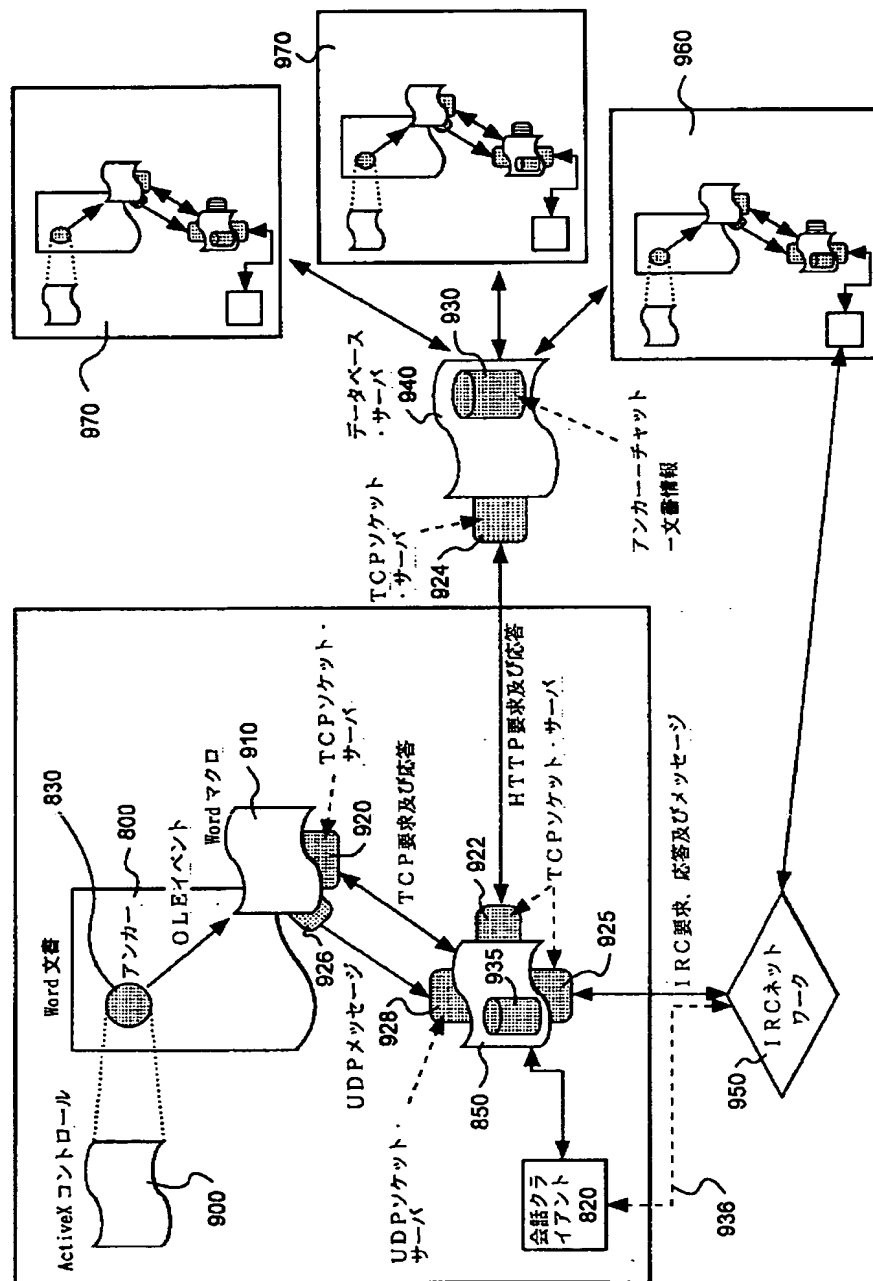 ActiveXコントロール
900
Word文書
830
アンカー
800
OLEイベント
Wordマクロ
910
TCPソケット・
サーバ
920
926
UDPメッセージ
TCP要求及び応答
928
UDPソケット・
サーバ
935
850
922
TCPソケット・サーバ
925
会話クラ
イアント
820
938
HTTP要求及び応答
IRC要求、応答及びメッセージ
IRCネット
ワーク
950
TCPソケット
・サーバ
924
データベース
・サーバ
940
930
アンカー―チャット
―文書情報
970
970
960